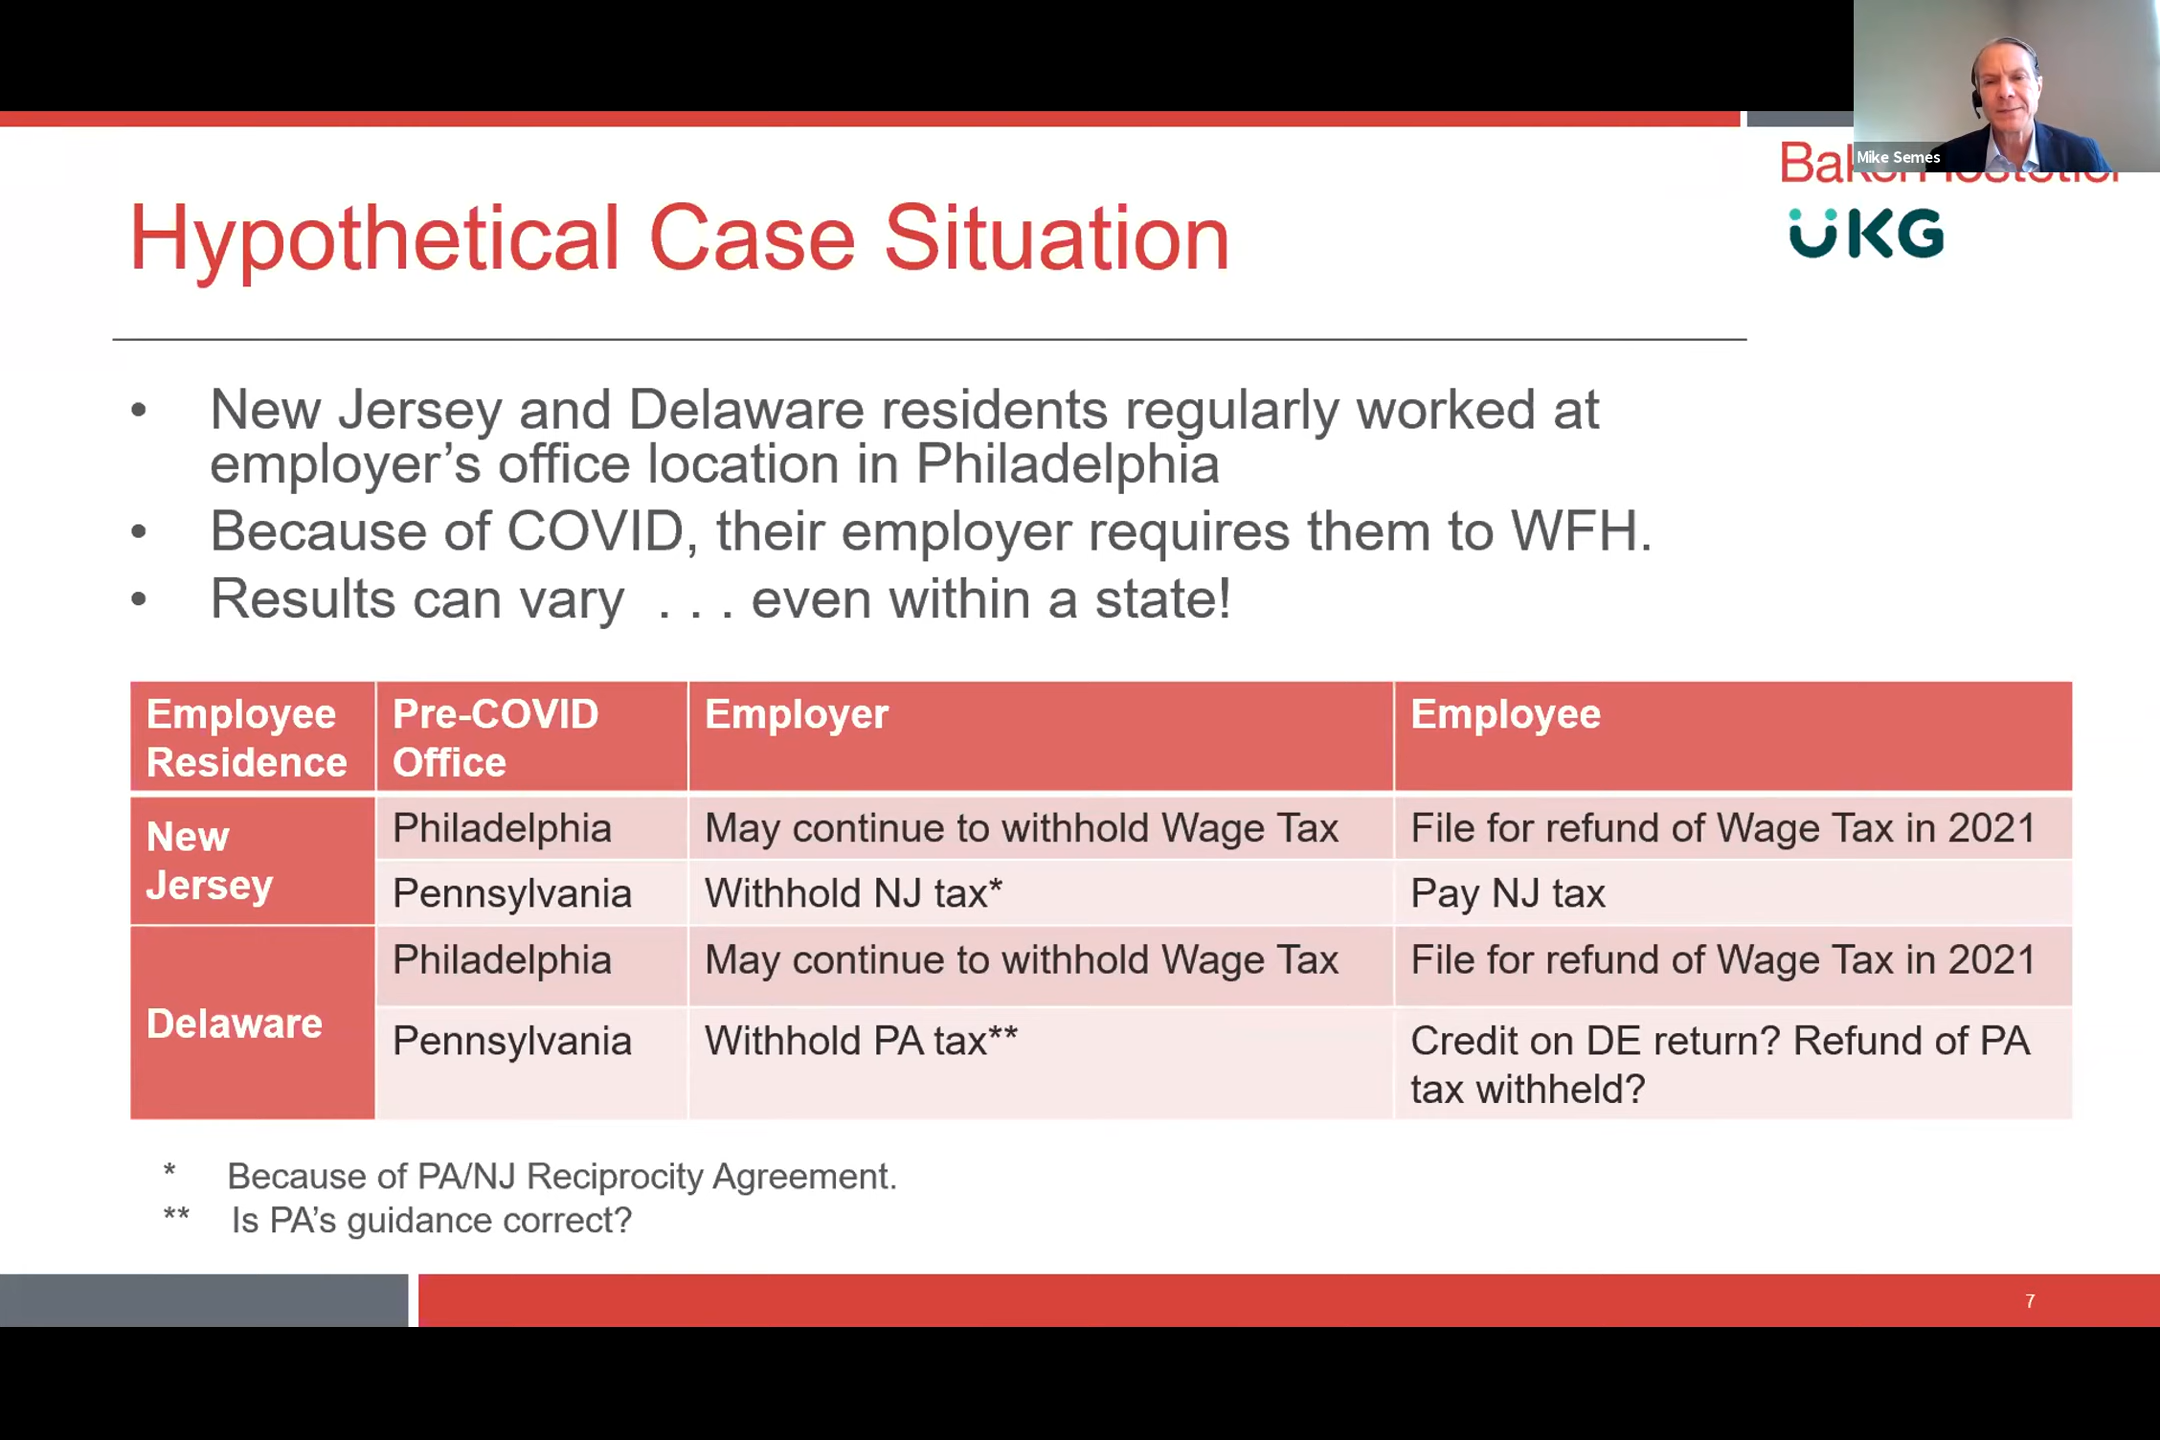 Mike Semes
UKG
Hypothetical Case Situation
• New Jersey and Delaware residents regularly worked at
employer’s office location in Philadelphia
• Because of COVID, their employer requires them to WFH.
• Results can vary . . . even within a state!
Employee Residence Pre-COVID Office Employer Employee
New Jersey Philadelphia May continue to withhold Wage Tax File for refund of Wage Tax in 2021
Pennsylvania Withhold NJ tax* Pay NJ tax
Delaware Philadelphia May continue to withhold Wage Tax File for refund of Wage Tax in 2021
Pennsylvania Withhold PA tax** Credit on DE return? Refund of PA
tax withheld?
* Because of PA/NJ Reciprocity Agreement.
** Is PA’s guidance correct?
7